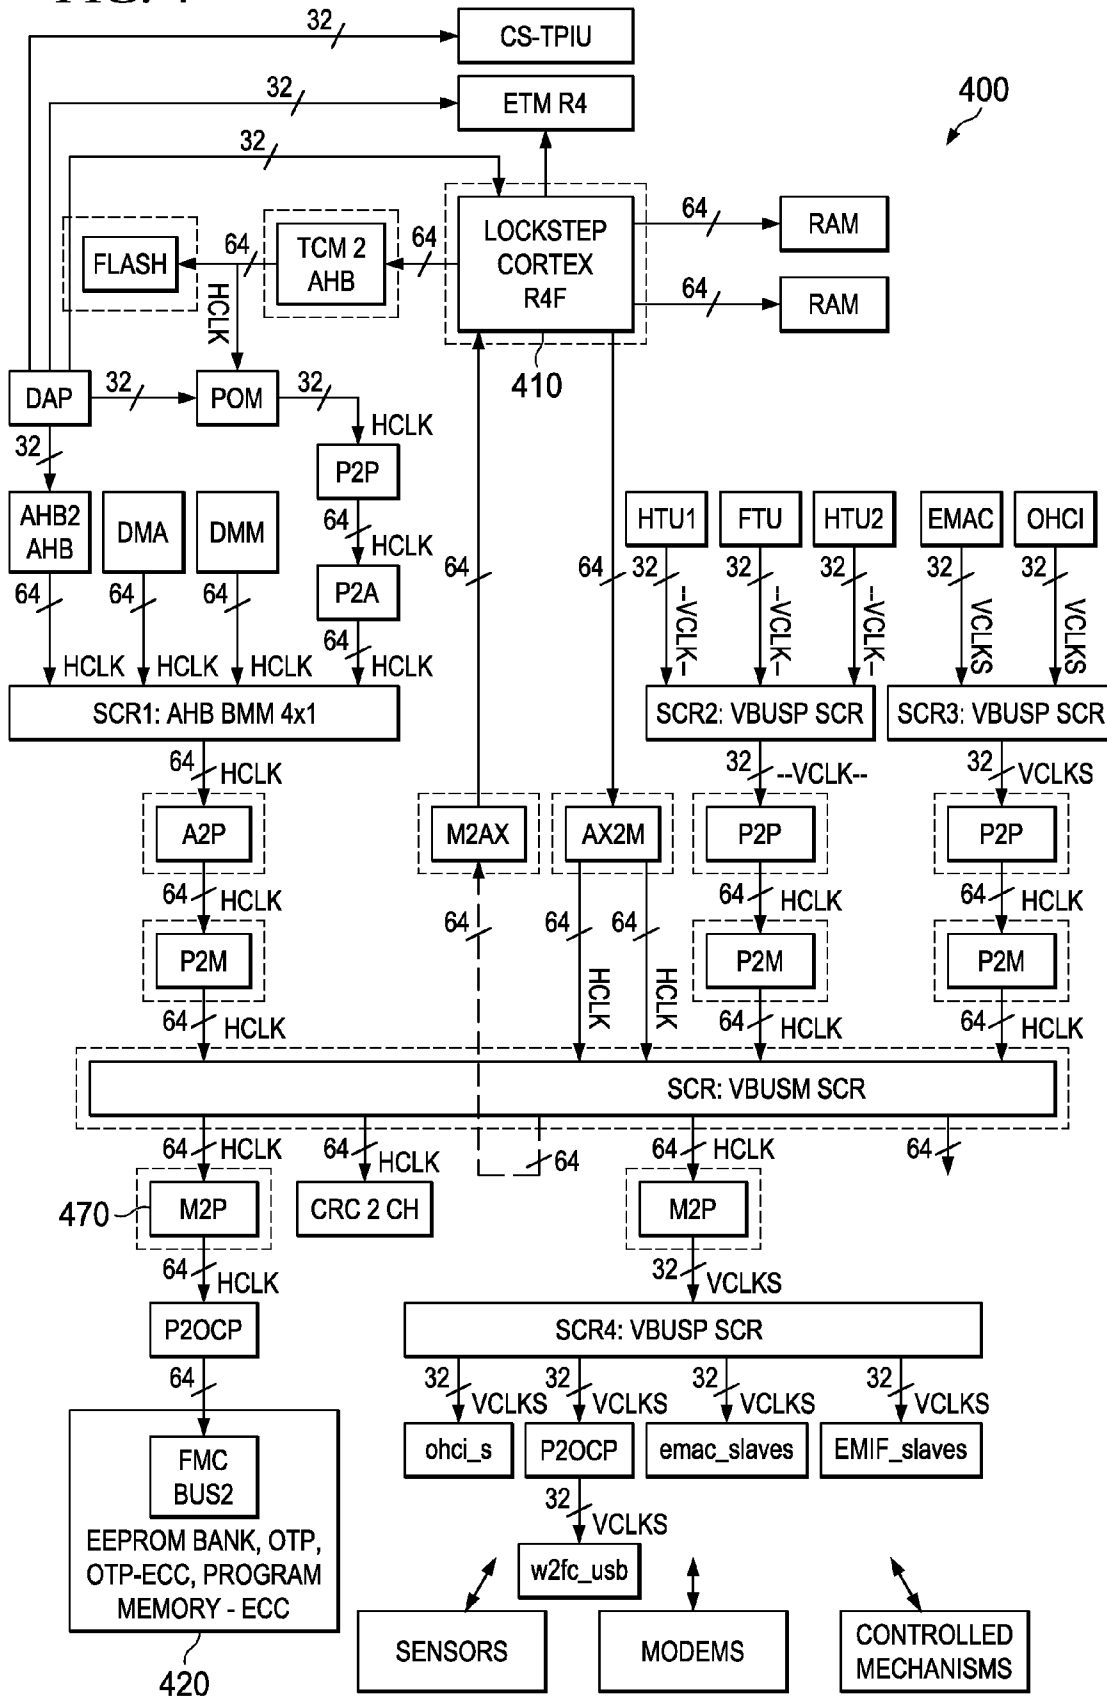 FIG. 4
32
CS-TPIU
32
ETM R4
400
32
LOCKSTEP
CORTEX
R4F
64
RAM
64
RAM
FLASH
64
TCM 2
AHB
64
HCLK
410
DAP
32
POM
32
HCLK
32
P2P
AHB2
AHB
DMA
DMM
64
HCLK
P2A
HTU1
FTU
HTU2
EMAC
OHCI
64
64
64
64
64
64
32
32
32
32
32
--VCLK--
--VCLK--
--VCLK--
VCLKS
VCLKS
HCLK
HCLK
HCLK
HCLK
SCR1: AHB BMM 4x1
SCR2: VBUSP SCR
SCR3: VBUSP SCR
64
HCLK
32
--VCLK--
32
VCLKS
A2P
M2AX
AX2M
P2P
P2P
64
HCLK
64
HCLK
64
HCLK
64
64
64
P2M
P2M
P2M
HCLK
HCLK
64
HCLK
64
HCLK
64
HCLK
SCR: VBUSM SCR
64
HCLK
64
HCLK
64
64
HCLK
64
470
M2P
CRC 2 CH
M2P
64
HCLK
32
VCLKS
P2OCP
SCR4: VBUSP SCR
64
32
VCLKS
32
VCLKS
32
VCLKS
32
VCLKS
FMC
BUS2
ohci_s
P2OCP
emac_slaves
EMIF_slaves
32
VCLKS
EEPROM BANK, OTP,
OTP-ECC, PROGRAM
MEMORY - ECC
w2fc_usb
420
SENSORS
MODEMS
CONTROLLED
MECHANISMS